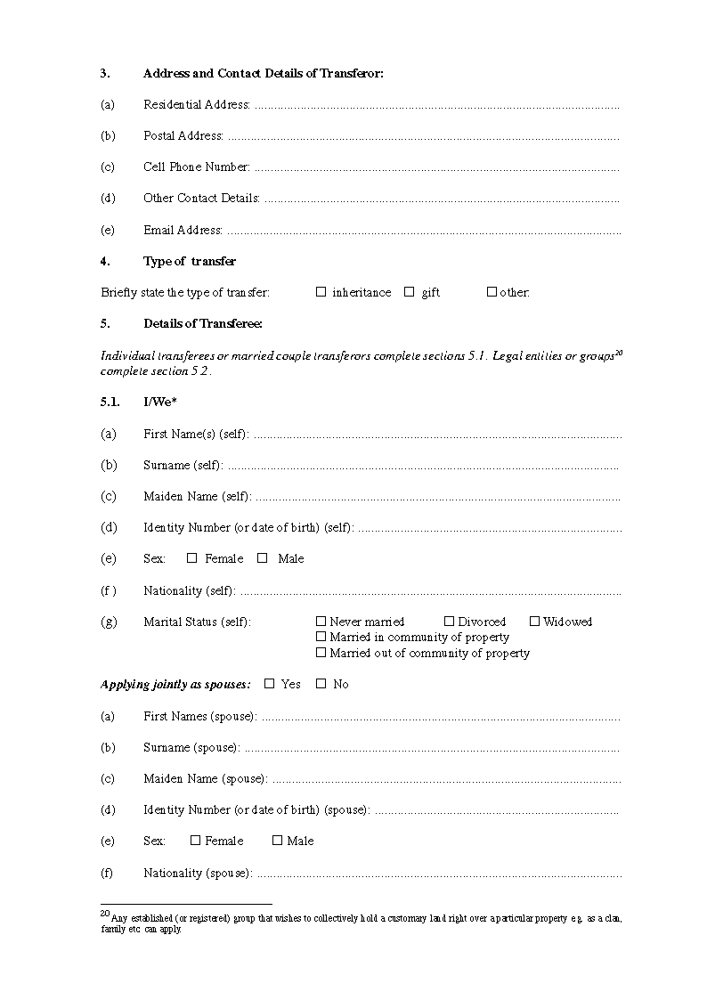 3. Address and Contact Details of Transferor:
(a) Residential Address: ................................................................................................................
(b) Postal Address: ........................................................................................................................
(c) Cell Phone Number: ................................................................................................................
(d) Other Contact Details: .............................................................................................................
(e) Email Address: .........................................................................................................................
4. Type of transfer
Briefly state the type of transfer: ☐ inheritance ☐ gift ☐ other:
5. Details of Transferee:
Individual transferees or married couple transferors complete sections 5.1. Legal entities or groups20
complete section 5.2.
5.1. I/We*
(a) First Name(s) (self): .................................................................................................................
(b) Surname (self): ........................................................................................................................
(c) Maiden Name (self): ................................................................................................................
(d) Identity Number (or date of birth) (self): .................................................................................
(e) Sex: ☐ Female ☐ Male
(f ) Nationality (self): .....................................................................................................................
(g) Marital Status (self): ☐ Never married ☐ Divorced ☐ Widowed
☐ Married in community of property
☐ Married out of community of property
Applying jointly as spouses: ☐ Yes ☐ No
(a) First Names (spouse): ..............................................................................................................
(b) Surname (spouse): ...................................................................................................................
(c) Maiden Name (spouse): ...........................................................................................................
(d) Identity Number (or date of birth) (spouse): ...........................................................................
(e) Sex: ☐ Female ☐ Male
(f) Nationality (spouse): ................................................................................................................
20 Any established (or registered) group that wishes to collectively hold a customary land right over a particular property e.g. as a clan,
family etc. can apply.